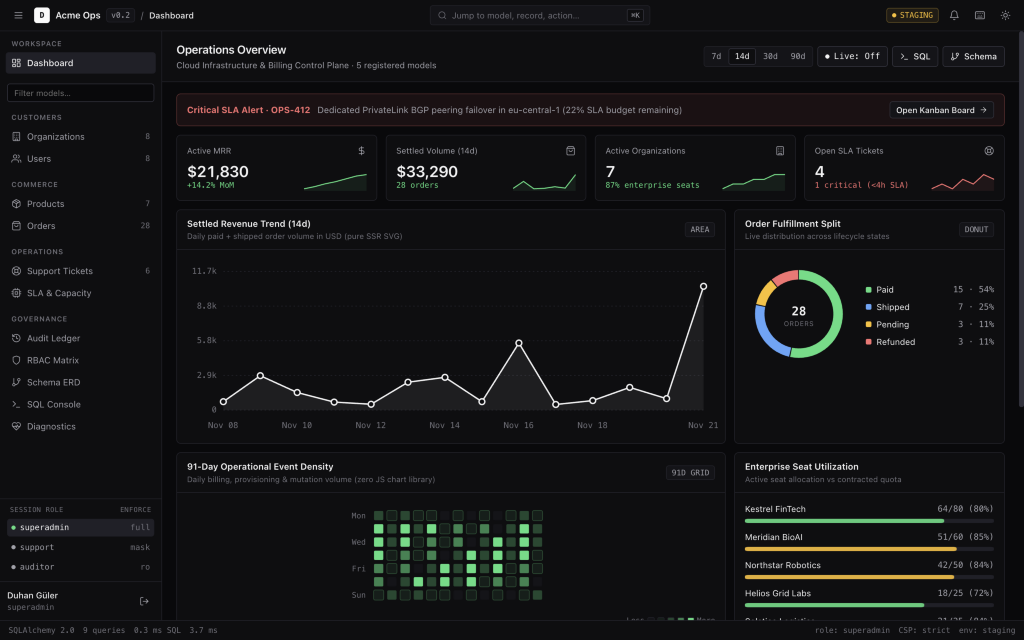 D Acme Ops v0.2 / Dashboard
Jump to model, record, action... ⌘K
STAGING
WORKSPACE
Dashboard
Filter models...
CUSTOMERS
Organizations 8
Users 8
COMMERCE
Products 7
Orders 28
OPERATIONS
Support Tickets 6
SLA & Capacity
GOVERNANCE
Audit Ledger
RBAC Matrix
Schema ERD
SQL Console
Diagnostics
SESSION ROLE ENFORCE
superadmin full
support mask
auditor ro
Duhan Güler
superadmin
Operations Overview
Cloud Infrastructure & Billing Control Plane · 5 registered models
7d 14d 30d 90d
Live: Off
SQL
Schema
Critical SLA Alert · OPS-412 Dedicated PrivateLink BGP peering failover in eu-central-1 (22% SLA budget remaining)
Open Kanban Board →
Active MRR $
$21,830
+14.2% MoM
Settled Volume (14d)
$33,290
28 orders
Active Organizations
7
87% enterprise seats
Open SLA Tickets
4
1 critical (<4h SLA)
Settled Revenue Trend (14d)
Daily paid + shipped order volume in USD (pure SSR SVG)
AREA
11.7k
8.8k
5.8k
2.9k
0
Nov 08 Nov 10 Nov 12 Nov 14 Nov 16 Nov 18 Nov 21
Order Fulfillment Split
Live distribution across lifecycle states
DONUT
28
ORDERS
Paid 15 · 54%
Shipped 7 · 25%
Pending 3 · 11%
Refunded 3 · 11%
91-Day Operational Event Density
Daily billing, provisioning & mutation volume (zero JS chart library)
91D GRID
Mon
Wed
Fri
Sun
Enterprise Seat Utilization
Active seat allocation vs contracted quota
Kestrel FinTech 64/80 (80%)
Meridian BioAI 51/60 (85%)
Northstar Robotics 42/50 (84%)
Helios Grid Labs 18/25 (72%)
SQLAlchemy 2.0 9 queries 0.3 ms SQL 3.7 ms
role: superadmin CSP: strict env: staging